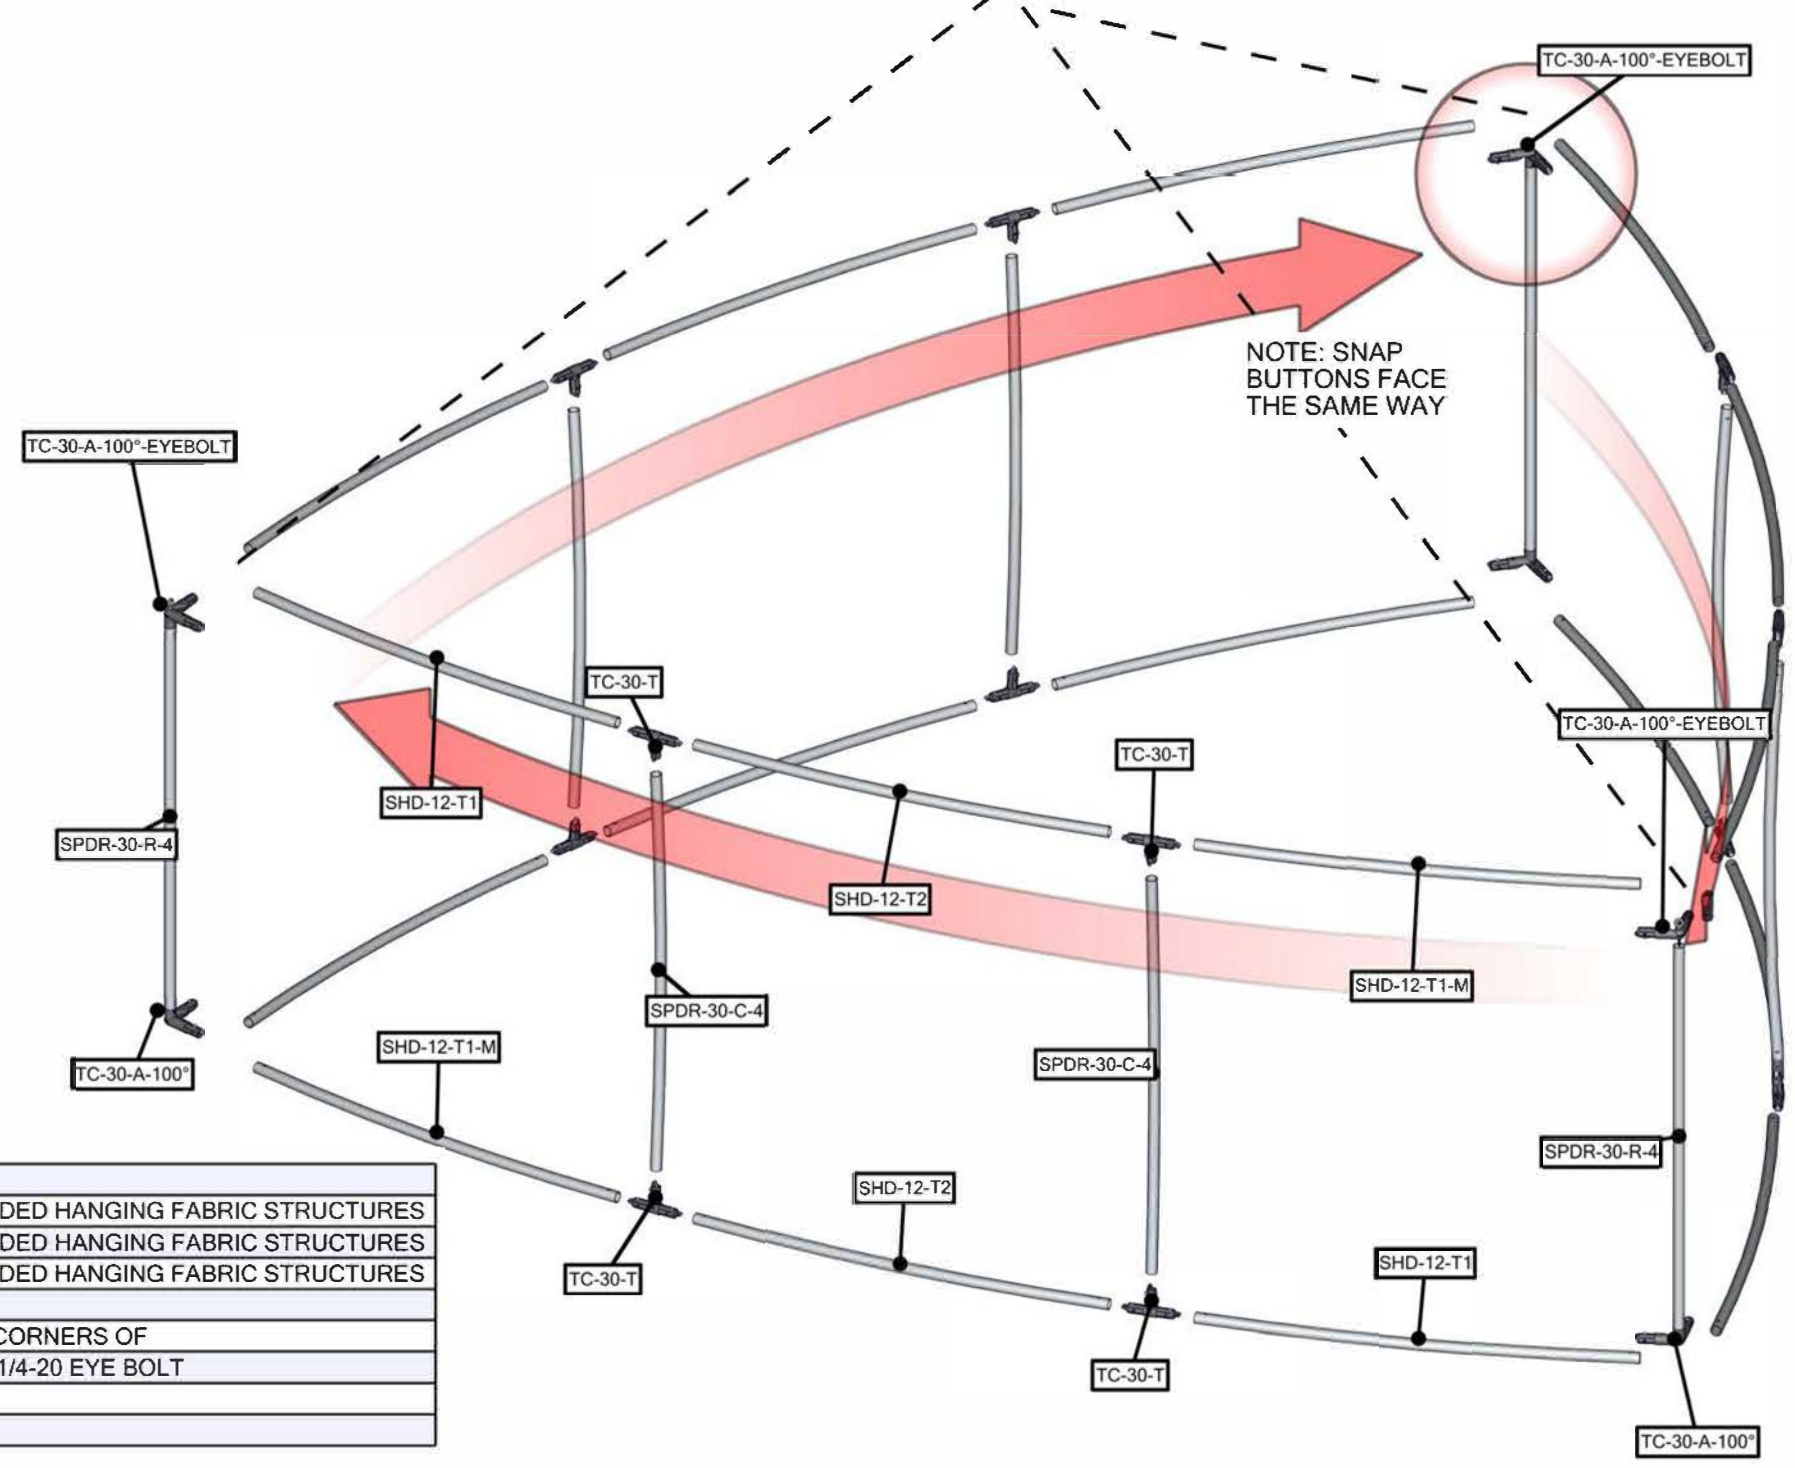 TC-30-A-100°-EYEBOLT
NOTE: SNAP
BUTTONS FACE
THE SAME WAY
TC-30-A-100°-EYEBOLT
TC-30-T
TC-30-A-100°-EYEBOLT
TC-30-T
SHD-12-T1
SPDR-30-R-4
SHD-12-T2
SHD-12-T1-M
SPDR-30-C-4
SHD-12-T1-M
SPDR-30-C-4
TC-30-A-100°
SPDR-30-R-4
SHD-12-T2
DED HANGING FABRIC STRUCTURES
DED HANGING FABRIC STRUCTURES
DED HANGING FABRIC STRUCTURES
SHD-12-T1
TC-30-T
CORNERS OF
1/4-20 EYE BOLT
TC-30-T
TC-30-A-100°